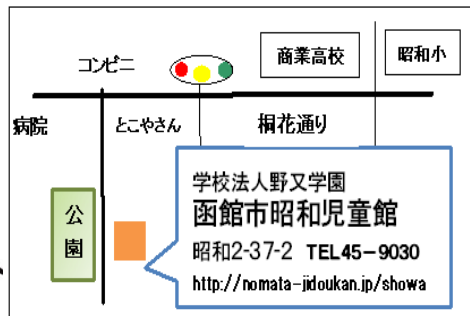 コンビニ
商業高校
昭和小
病院
とこやさん
桐花通り
公園
学校法人野又学園
函館市昭和児童館
昭和2-37-2 TEL45-9030
http://nomata-jidoukan.jp/showa